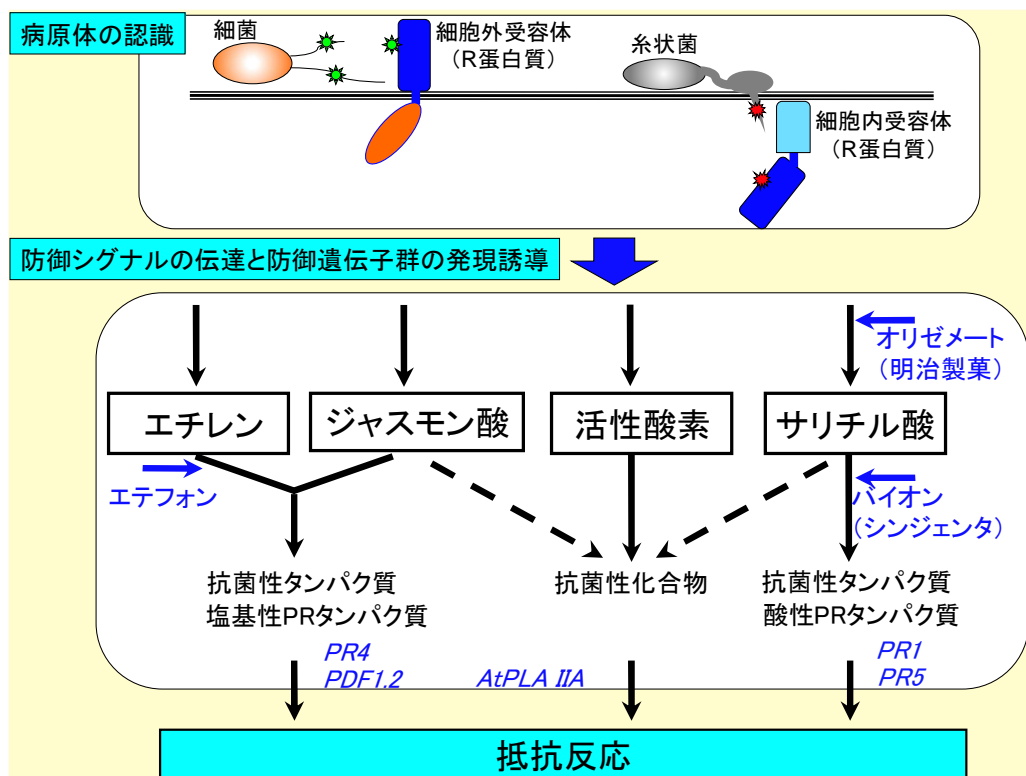 病原体の認識
細菌
細胞外受容体
（R蛋白質）
糸状菌
細胞内受容体
（R蛋白質）
防御シグナルの伝達と防御遺伝子群の発現誘導
オリゼメート
（明治製菓）
エチレン
ジャスモン酸
活性酸素
サリチル酸
エテフォン
バイオン
（シンジェンタ）
抗菌性タンパク質
塩基性PRタンパク質
抗菌性化合物
抗菌性タンパク質
酸性PRタンパク質
PR4
PDF1.2
AtPLA IIA
PR1
PR5
抵抗反応